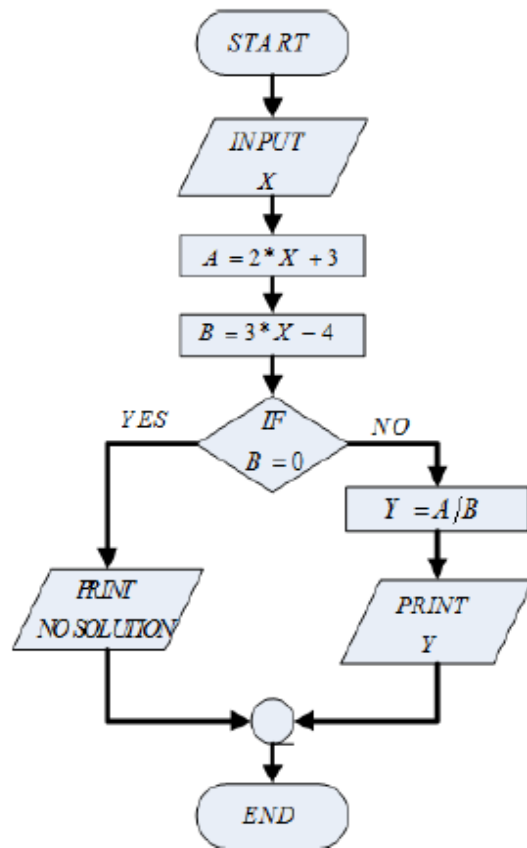 START
INPUT
X
A = 2* X + 3
B = 3* X − 4
YES
IF
B = 0
NO
Y = A/B
PRINT
NO SOLUTION
PRINT
Y
END